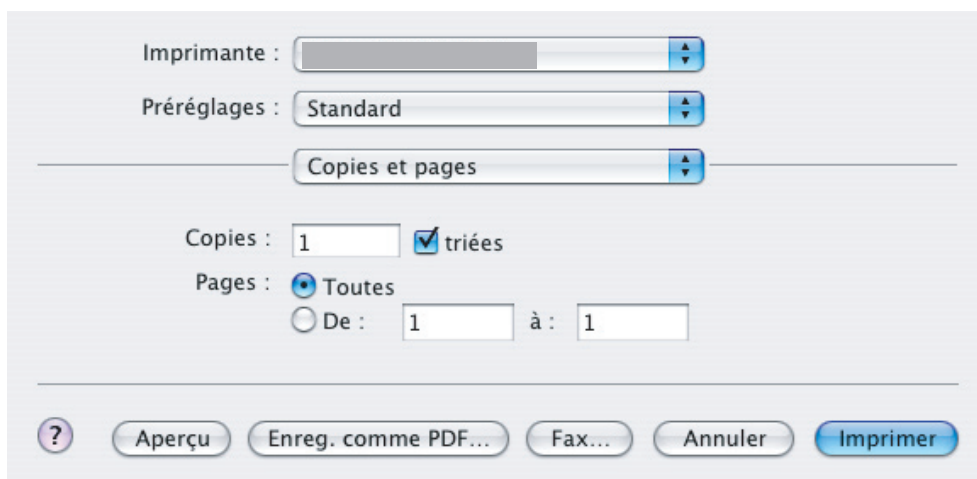 Imprimante :
Préréglages : Standard
Copies et pages
Copies : 1 triées
Pages : Toutes
De : 1 à : 1
? Aperçu Enreg. comme PDF... Fax... Annuler Imprimer